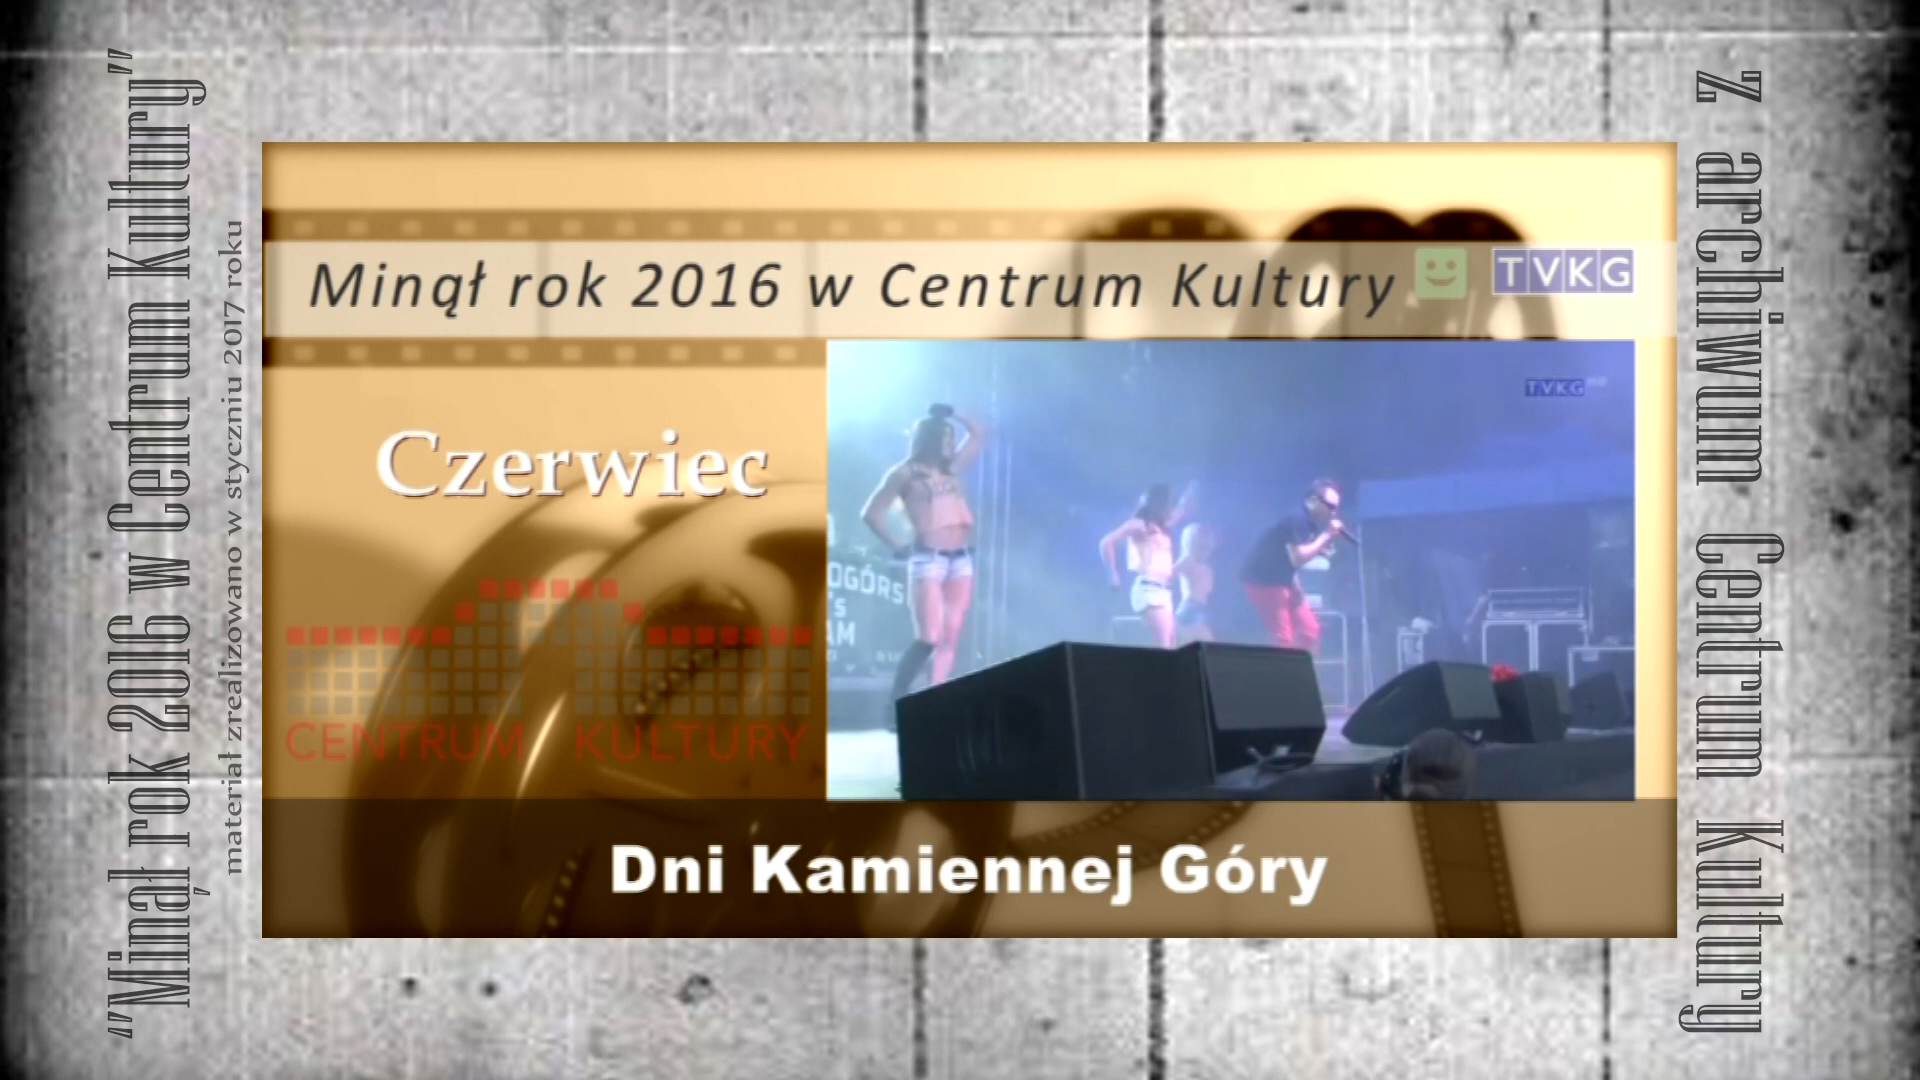 "Minął rok 2016 w Centrum Kultury"
materiał zrealizowano w styczniu 2017 roku
Minął rok 2016 w Centrum Kultury
TVKG
TVKG
Czerwiec
CENTRUM KULTURY
Dni Kamiennej Góry
Z archiwum Centrum Kultury